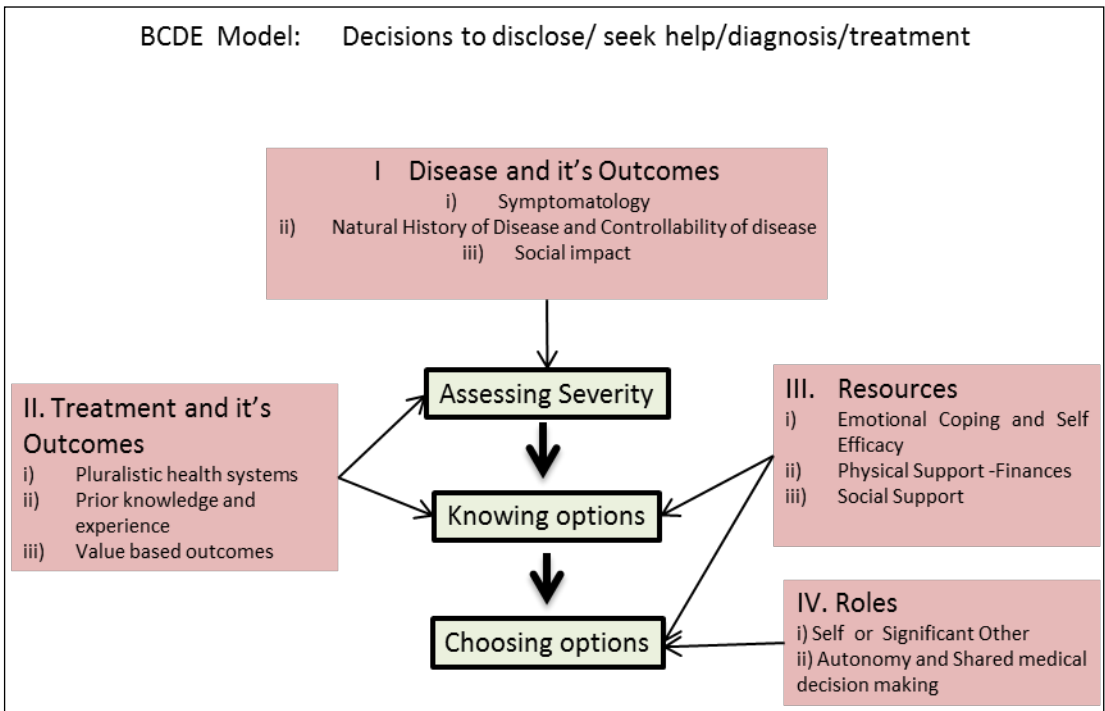 BCDE Model: Decisions to disclose/ seek help/diagnosis/treatment
I Disease and it's Outcomes
i) Symptomatology
ii) Natural History of Disease and Controllability of disease
iii) Social impact
Assessing Severity
II. Treatment and it's
Outcomes
i) Pluralistic health systems
ii) Prior knowledge and
experience
iii) Value based outcomes
III. Resources
i) Emotional Coping and Self
Efficacy
ii) Physical Support -Finances
iii) Social Support
Knowing options
Choosing options
IV. Roles
i) Self or Significant Other
ii) Autonomy and Shared medical
decision making